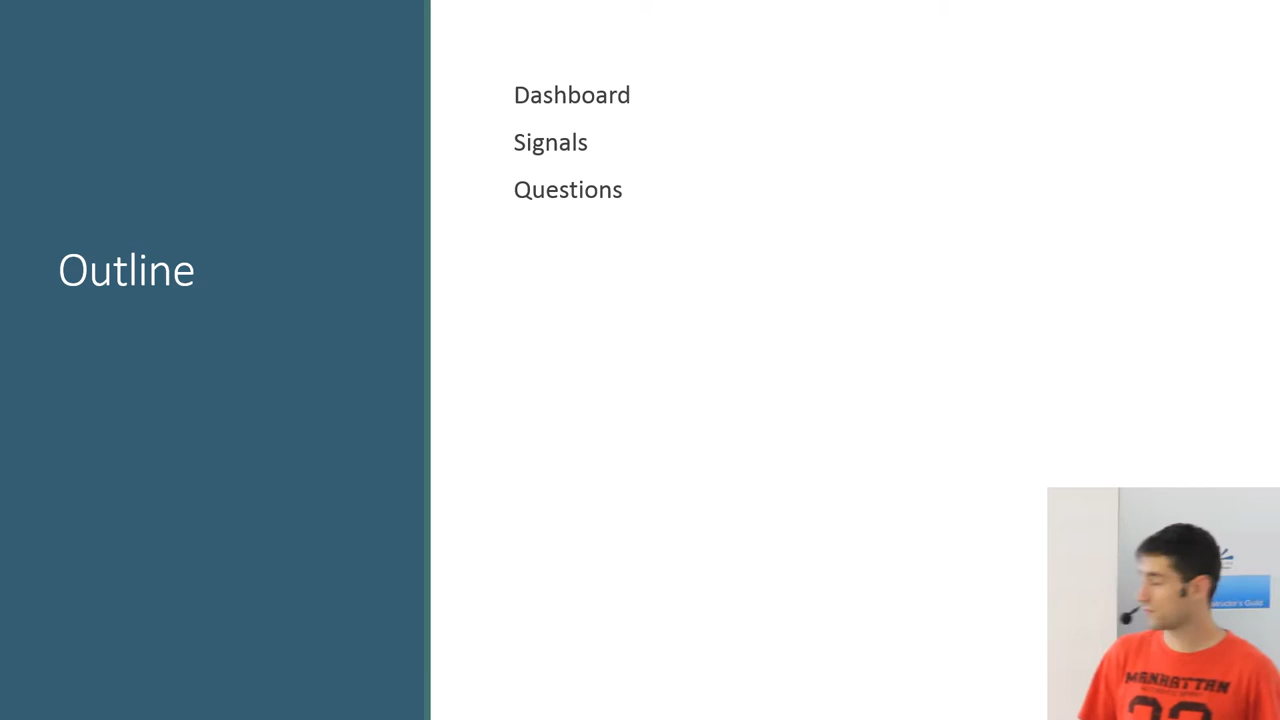 Outline
Dashboard
Signals
Questions
MANHATTAN